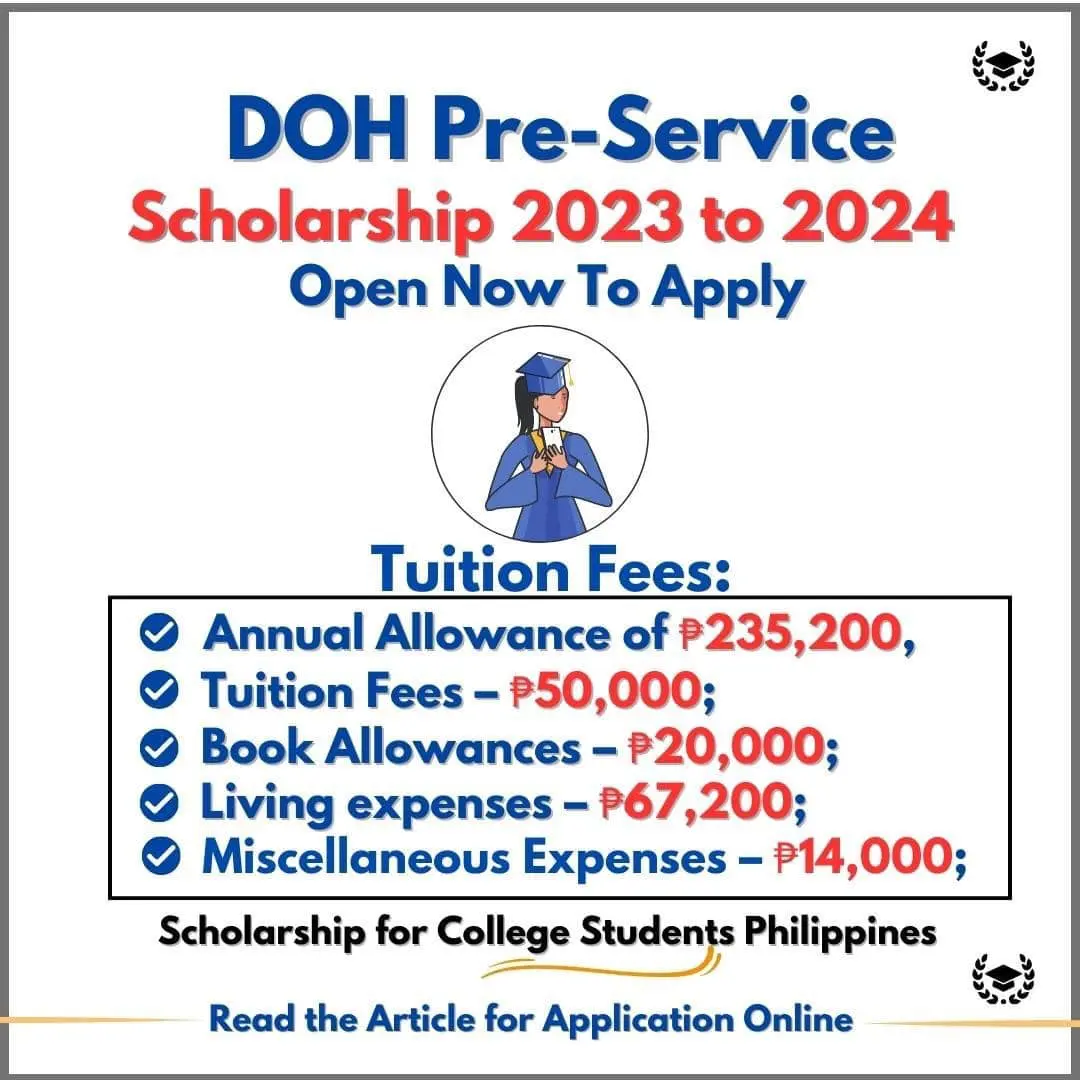 DOH Pre-Service
Scholarship 2023 to 2024
Open Now To Apply
Tuition Fees:
Annual Allowance of ₱235,200,
Tuition Fees – ₱50,000;
Book Allowances – ₱20,000;
Living expenses – ₱67,200;
Miscellaneous Expenses – ₱14,000;
Scholarship for College Students Philippines
Read the Article for Application Online